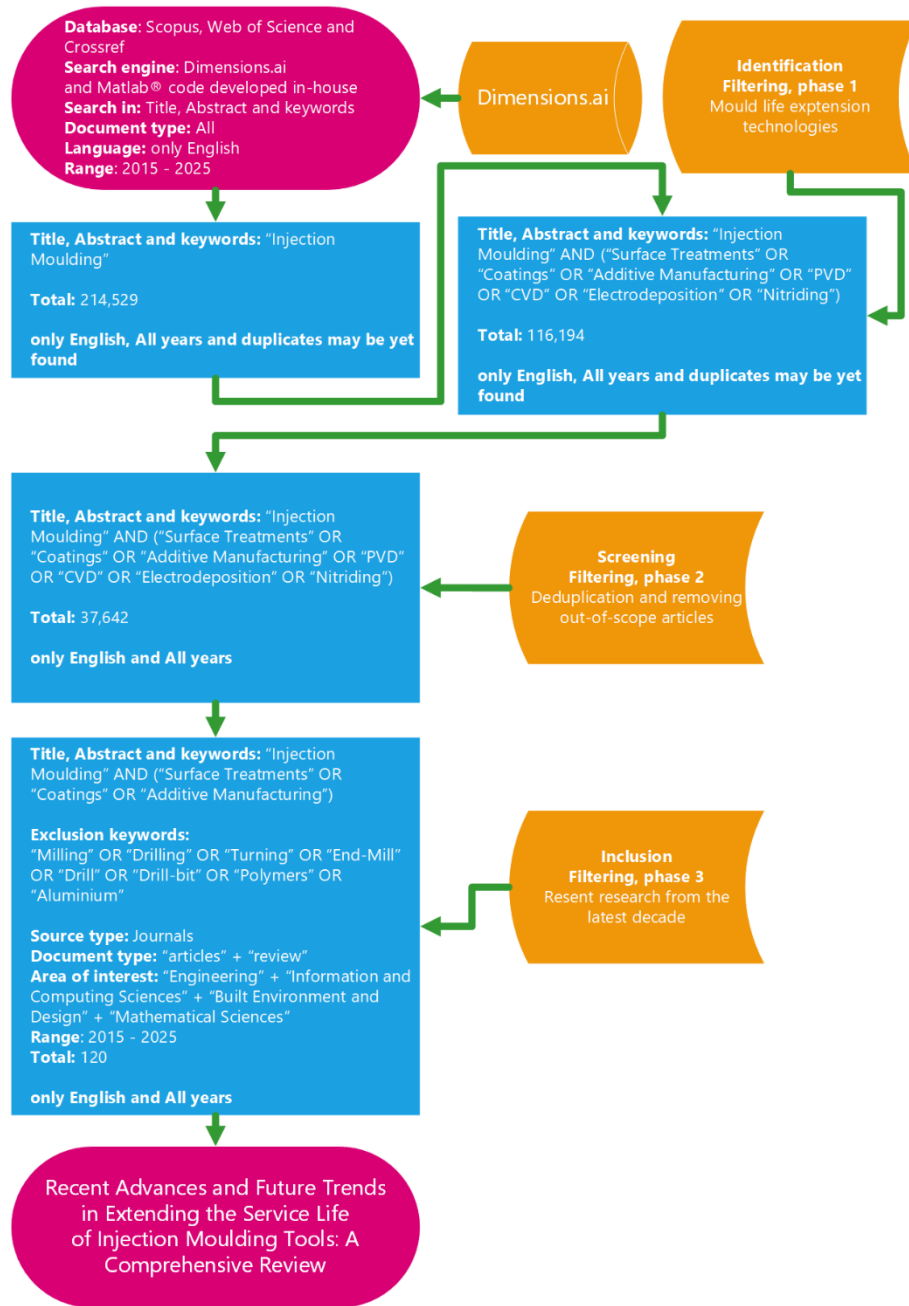 Database: Scopus, Web of Science and
Crossref
Search engine: Dimensions.ai
and Matlab® code developed in-house
Search in: Title, Abstract and keywords
Document type: All
Language: only English
Range: 2015 - 2025
Dimensions.ai
Identification
Filtering, phase 1
Mould life exptension
technologies
Title, Abstract and keywords: “Injection
Moulding”
Total: 214,529
only English, All years and duplicates may be yet
found
Title, Abstract and keywords: “Injection
Moulding” AND (“Surface Treatments” OR
“Coatings” OR “Additive Manufacturing” OR “PVD”
OR “CVD” OR “Electrodeposition” OR “Nitriding”)
Total: 116,194
only English, All years and duplicates may be yet
found
Title, Abstract and keywords: “Injection
Moulding” AND (“Surface Treatments” OR
“Coatings” OR “Additive Manufacturing” OR “PVD”
OR “CVD” OR “Electrodeposition” OR “Nitriding”)
Total: 37,642
only English and All years
Screening
Filtering, phase 2
Deduplication and removing
out-of-scope articles
Title, Abstract and keywords: “Injection
Moulding” AND (“Surface Treatments” OR
“Coatings” OR “Additive Manufacturing”)
Exclusion keywords:
“Milling” OR “Drilling” OR “Turning” OR “End-Mill”
OR “Drill” OR “Drill-bit” OR “Polymers” OR
“Aluminium”
Source type: Journals
Document type: “articles” + “review”
Area of interest: “Engineering” + “Information and
Computing Sciences” + “Built Environment and
Design” + “Mathematical Sciences”
Range: 2015 - 2025
Total: 120
only English and All years
Inclusion
Filtering, phase 3
Resent research from the
latest decade
Recent Advances and Future Trends
in Extending the Service Life
of Injection Moulding Tools: A
Comprehensive Review